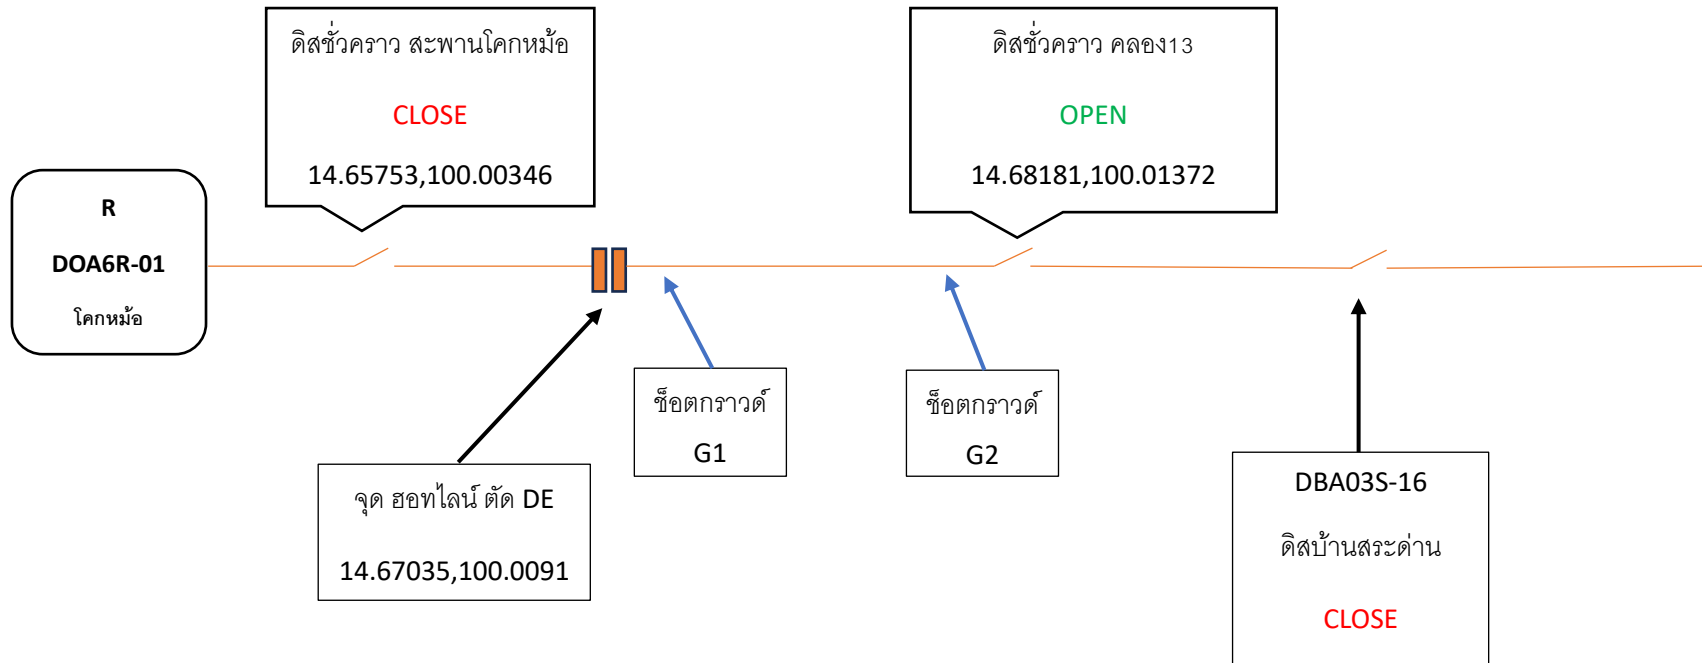 ดิสชั่วคราว สะพานโคกหม้อ
CLOSE
14.65753,100.00346
ดิสชั่วคราว คลอง13
OPEN
14.68181,100.01372
R
DOA6R-01
โคกหม้อ
ช็อตกราวด์
G1
ช็อตกราวด์
G2
จุด ฮอทไลน์ ตัด DE
14.67035,100.0091
DBA03S-16
ดิสบ้านสระด่าน
CLOSE